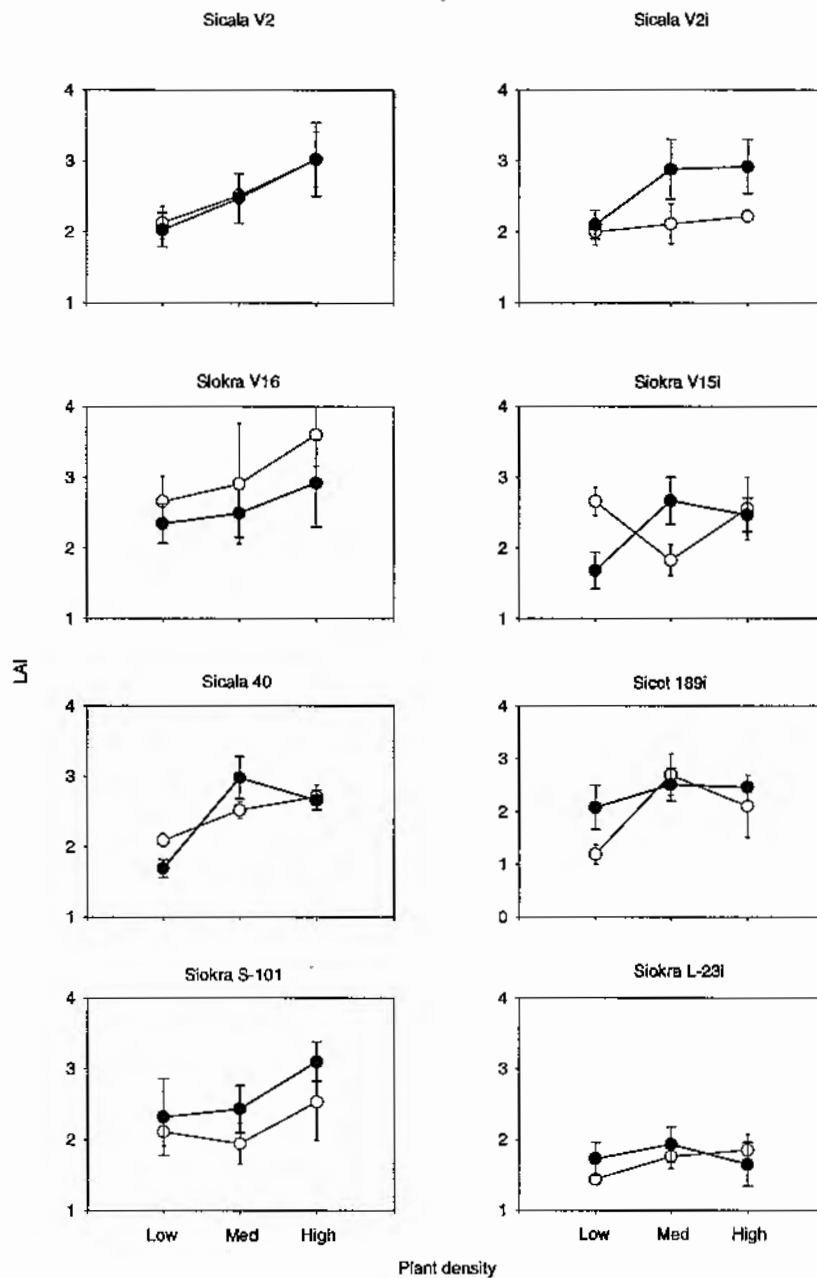 Sicala V2
Sicala V2i
4
3
2
1
4
3
2
1
Siokra V16
Siokra V15i
4
3
2
1
4
3
2
1
LAI
Sicala 40
Sicot 189i
4
3
2
1
4
3
2
1
0
Siokra S-101
Siokra L-23i
4
3
2
1
4
3
2
1
Low Med High
Low Med High
Plant density